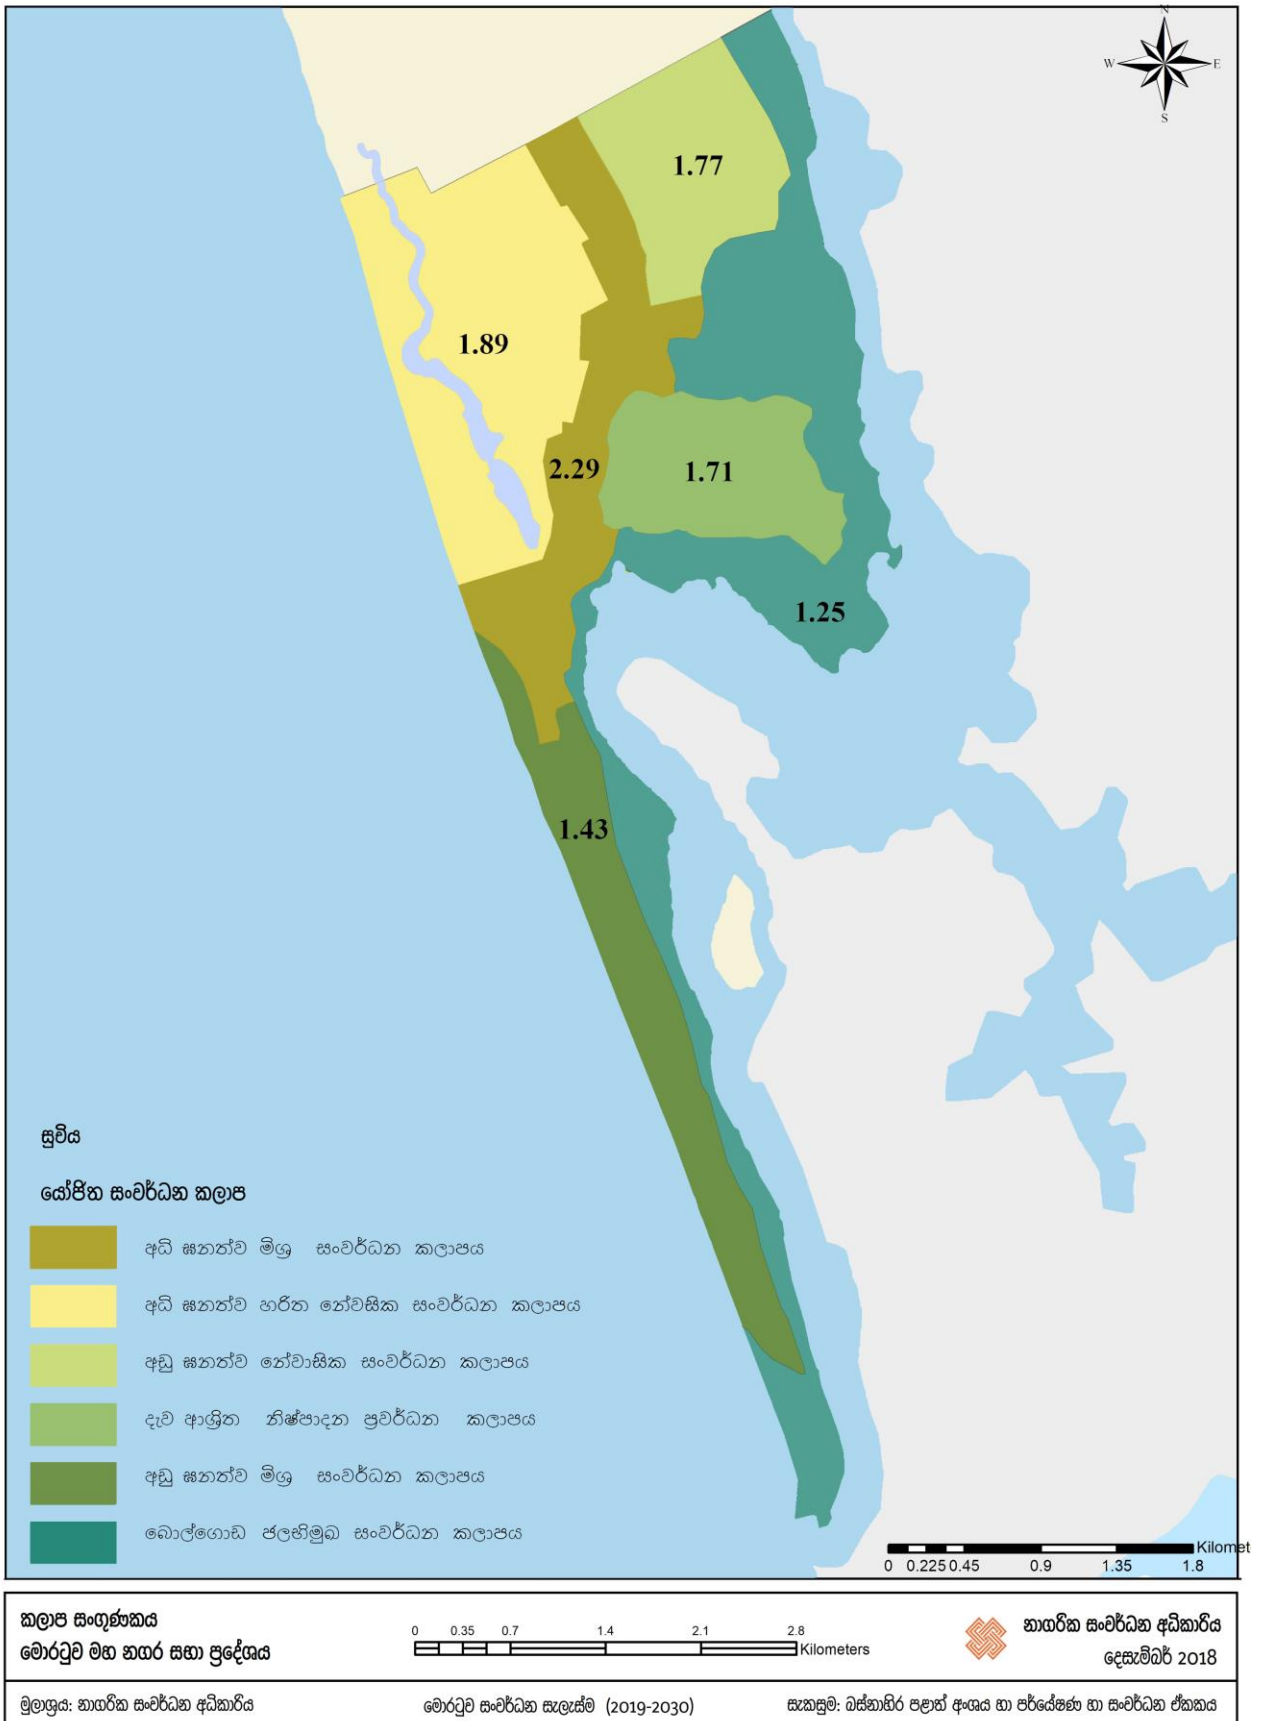 N
W E
S
1.77
1.89
2.29
1.71
1.25
1.43
සුචිය
යෝජිත සංවර්ධන කලාප
අධි ඝනත්ව මිශ්‍ර සංවර්ධන කලාපය
අධි ඝනත්ව හරිත නේවසික සංවර්ධන කලාපය
අඩු ඝනත්ව නේවාසික සංවර්ධන කලාපය
දැව ආශ්‍රිත නිෂ්පාදන ප්‍රවර්ධන කලාපය
අඩු ඝනත්ව මිශ්‍ර සංවර්ධන කලාපය
බොල්ගොඩ ජලභිමුඛ සංවර්ධන කලාපය
Kilomet
0 0.225 0.45 0.9 1.35 1.8
කලාප සංගුණකය
මොරටුව මහ නගර සභා ප්‍රදේශය
0 0.35 0.7 1.4 2.1 2.8
Kilometers
නාගරික සංවර්ධන අධිකාරිය
දෙසැම්බර් 2018
මුලාශ්‍රය: නාගරික සංවර්ධන අධිකාරිය
මොරටුව සංවර්ධන සැලැස්ම (2019-2030)
සැකසුම: බස්නාහිර පළාත් අංශය හා පර්යේෂණ හා සංවර්ධන ඒකකය